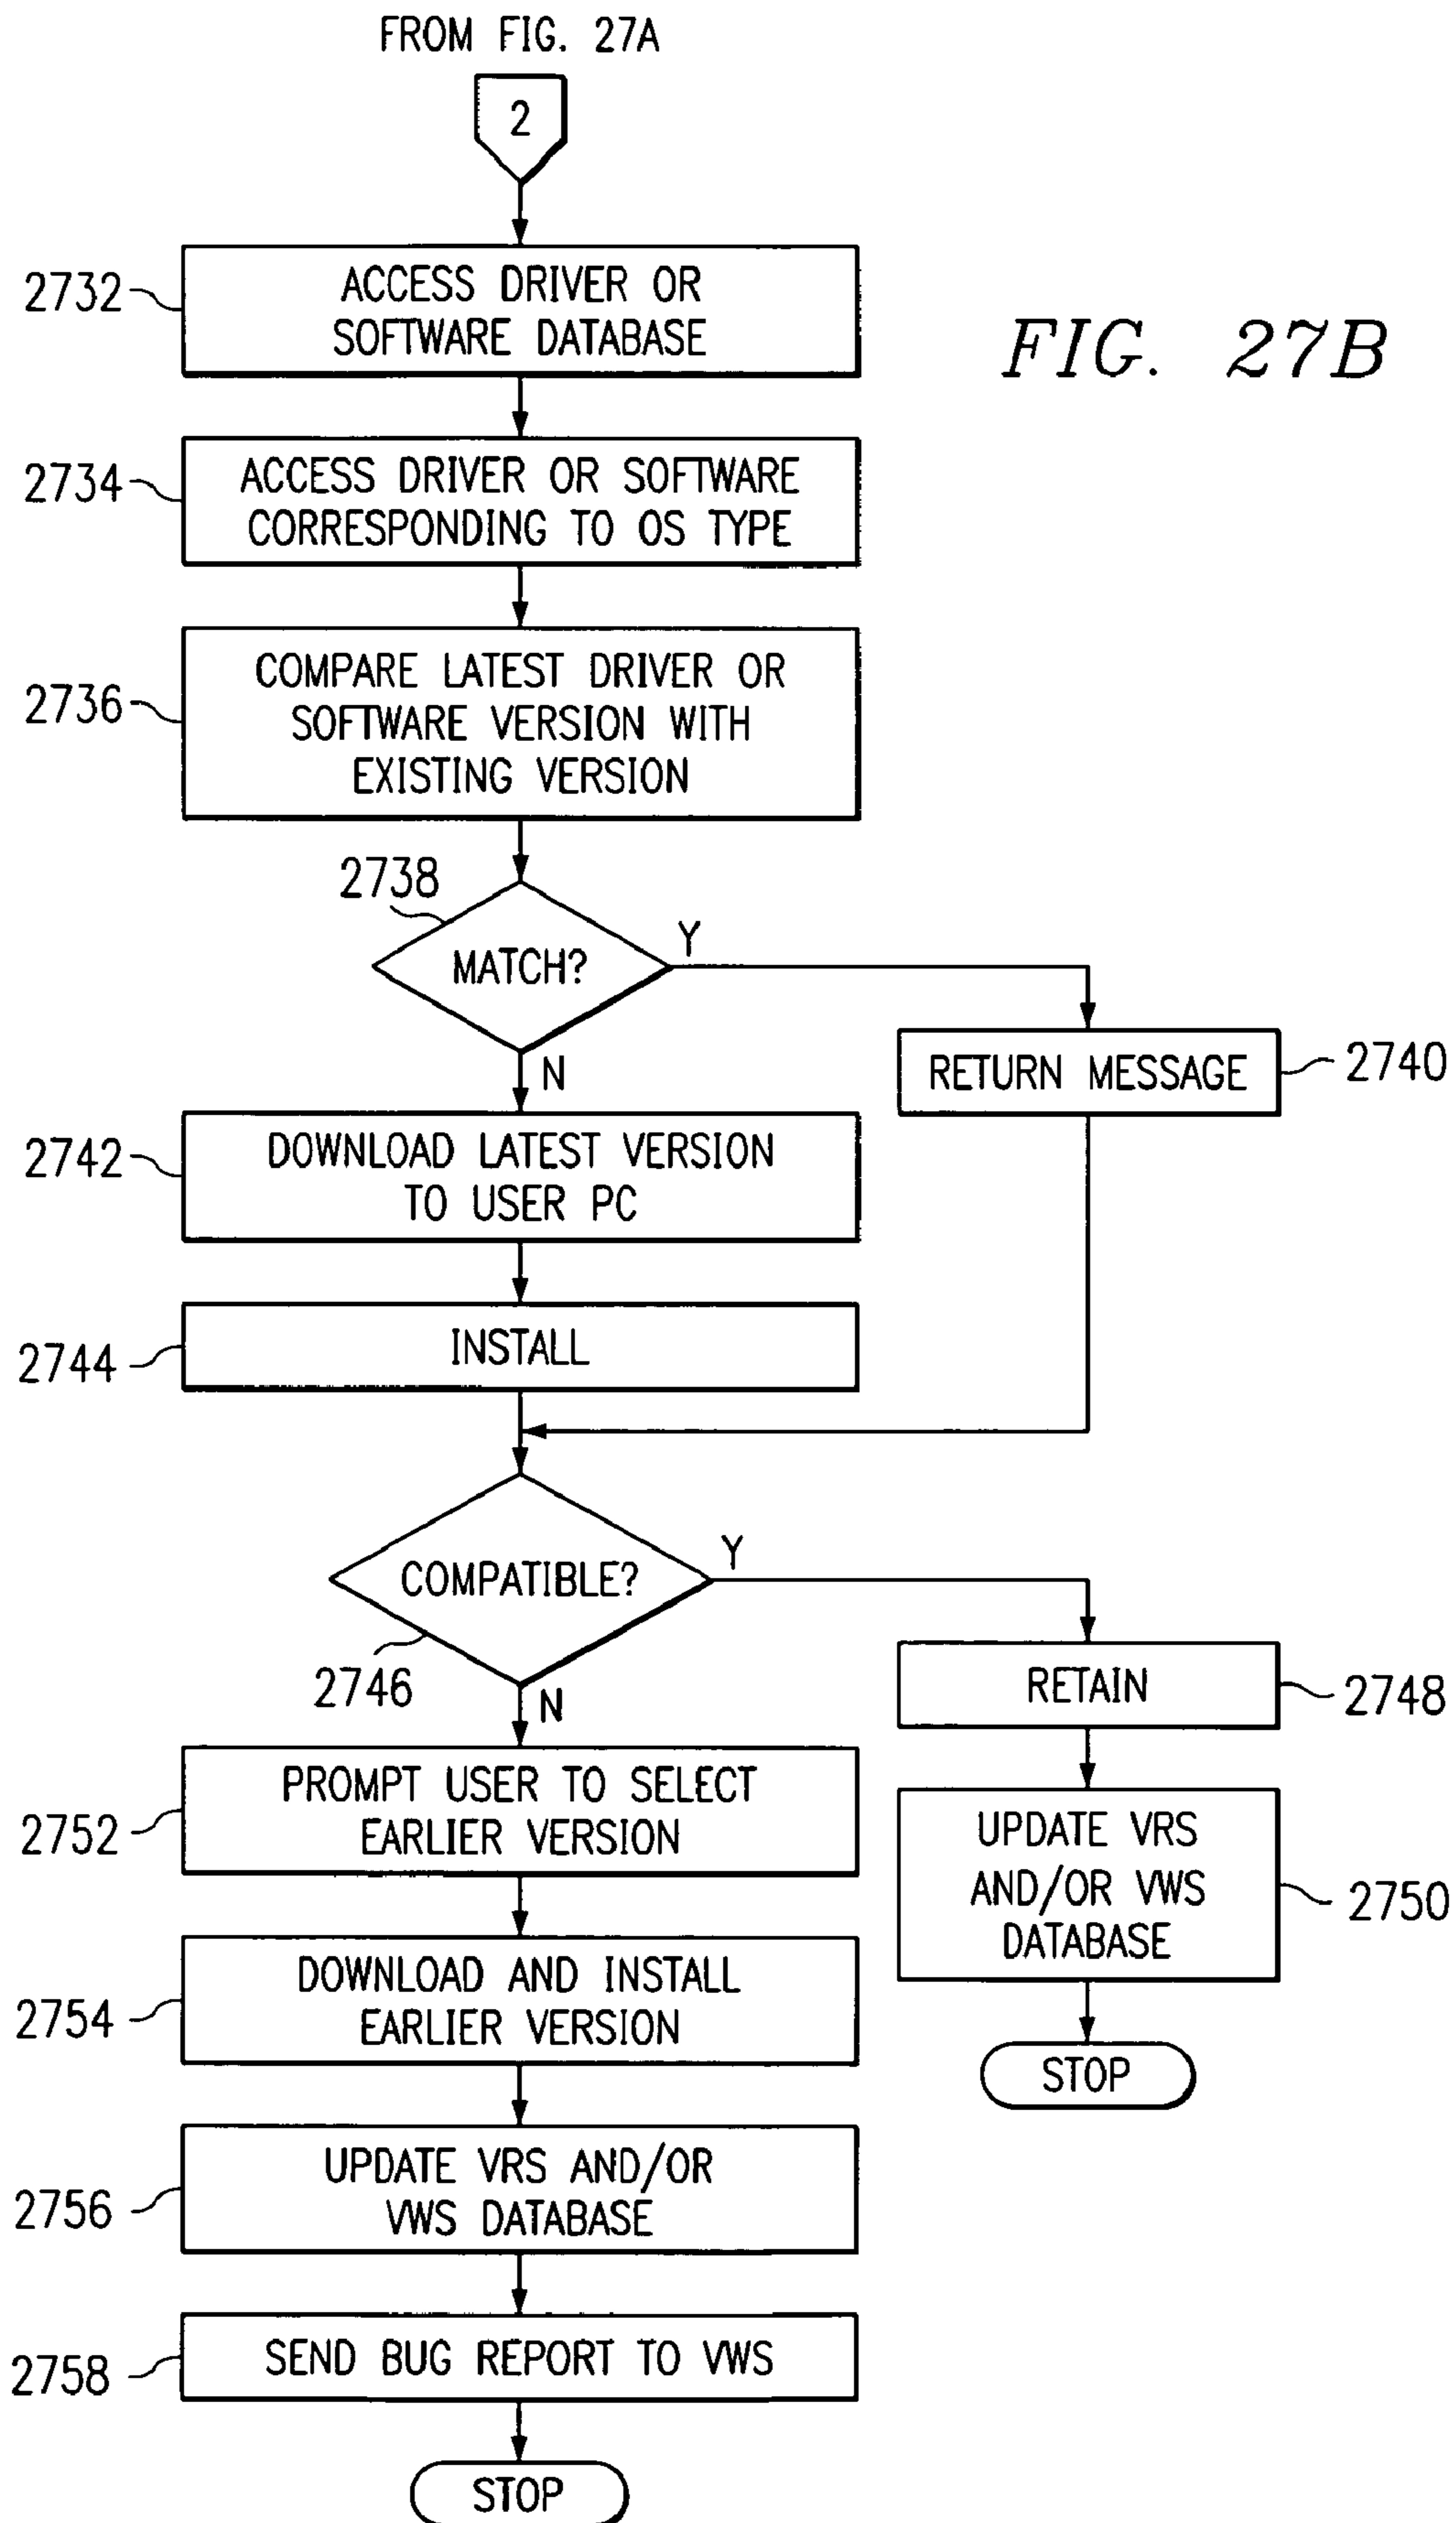 FROM FIG. 27A
2
2732
ACCESS DRIVER OR
SOFTWARE DATABASE
FIG. 27B
2734
ACCESS DRIVER OR SOFTWARE
CORRESPONDING TO OS TYPE
2736
COMPARE LATEST DRIVER OR
SOFTWARE VERSION WITH
EXISTING VERSION
2738
MATCH?
Y
N
RETURN MESSAGE
2740
2742
DOWNLOAD LATEST VERSION
TO USER PC
2744
INSTALL
COMPATIBLE?
Y
2746
N
RETAIN
2748
UPDATE VRS
AND/OR VWS
DATABASE
2750
STOP
2752
PROMPT USER TO SELECT
EARLIER VERSION
2754
DOWNLOAD AND INSTALL
EARLIER VERSION
2756
UPDATE VRS AND/OR
VWS DATABASE
2758
SEND BUG REPORT TO VWS
STOP